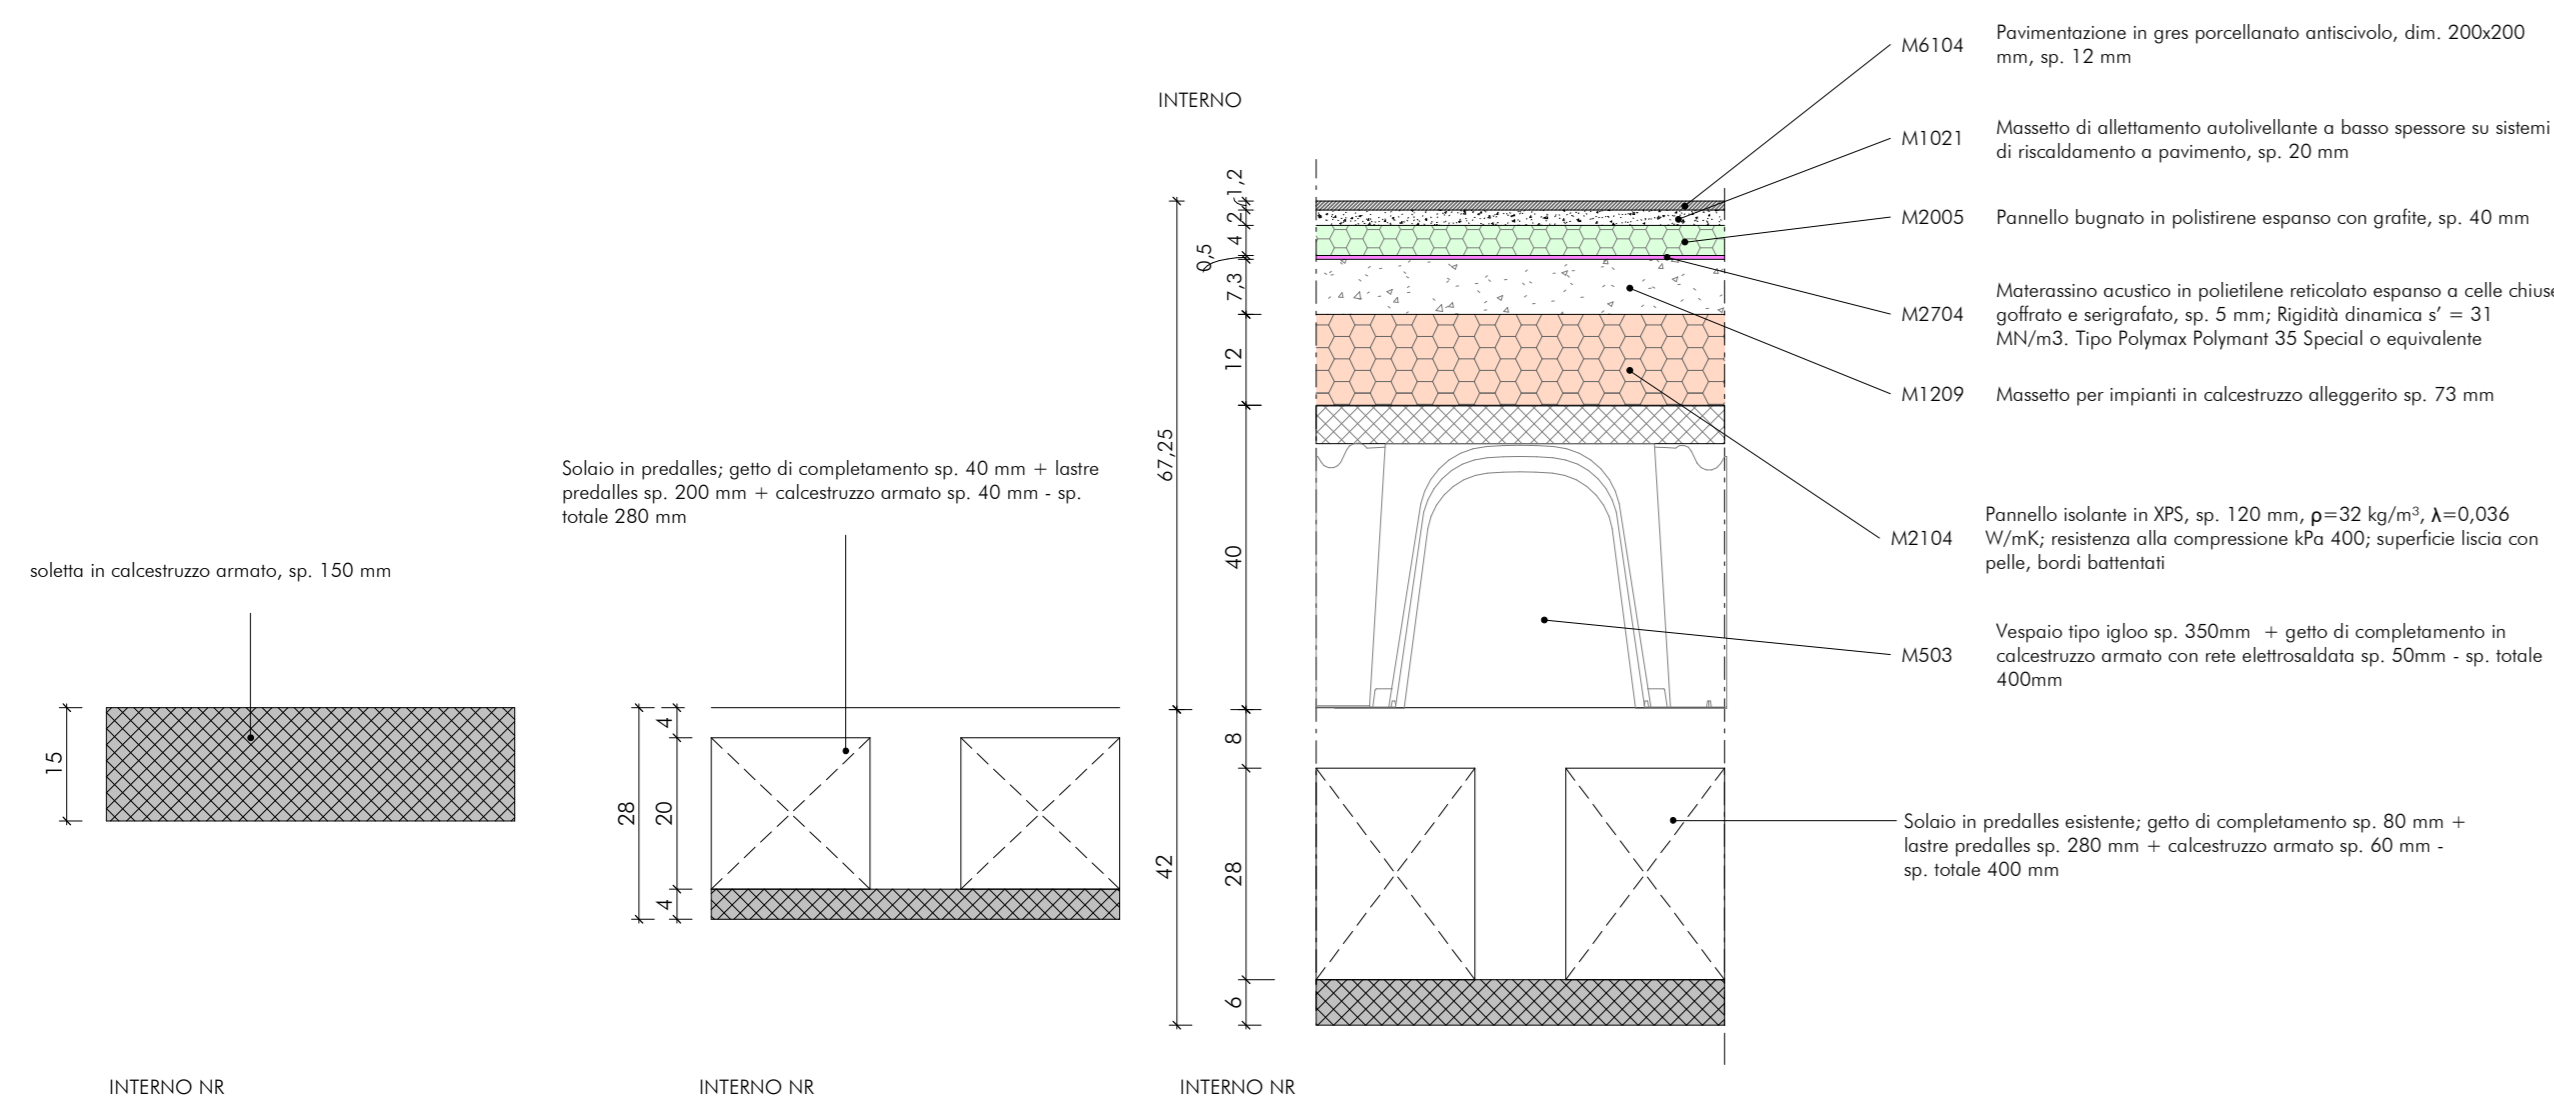 M6104
Pavimentazione in gres porcellanato antiscivolo, dim. 200x200
mm, sp. 12 mm
INTERNO
M1021
Massetto di allettamento autolivellante a basso spessore su sistemi
di riscaldamento a pavimento, sp. 20 mm
M2005
Pannello bugnato in polistirene espanso con grafite, sp. 40 mm
M2704
Materassino acustico in polietilene reticolato espanso a celle chiuse
goffrato e serigrafato, sp. 5 mm; Rigidità dinamica s' = 31
MN/m3. Tipo Polymax Polymant 35 Special o equivalente
M1209
Massetto per impianti in calcestruzzo alleggerito sp. 73 mm
M2104
Pannello isolante in XPS, sp. 120 mm, ρ=32 kg/m³, λ=0,036
W/mK; resistenza alla compressione kPa 400; superficie liscia con
pelle, bordi battentati
M503
Vespaio tipo igloo sp. 350mm + getto di completamento in
calcestruzzo armato con rete elettrosaldata sp. 50mm - sp. totale
400mm
Solaio in predalles esistente; getto di completamento sp. 80 mm +
lastre predalles sp. 280 mm + calcestruzzo armato sp. 60 mm -
sp. totale 400 mm
1,2
2
4
0,5
7,3
12
40
67,25
8
28
6
42
Solaio in predalles; getto di completamento sp. 40 mm + lastre
predalles sp. 200 mm + calcestruzzo armato sp. 40 mm - sp.
totale 280 mm
4
20
4
28
soletta in calcestruzzo armato, sp. 150 mm
15
INTERNO NR
INTERNO NR
INTERNO NR